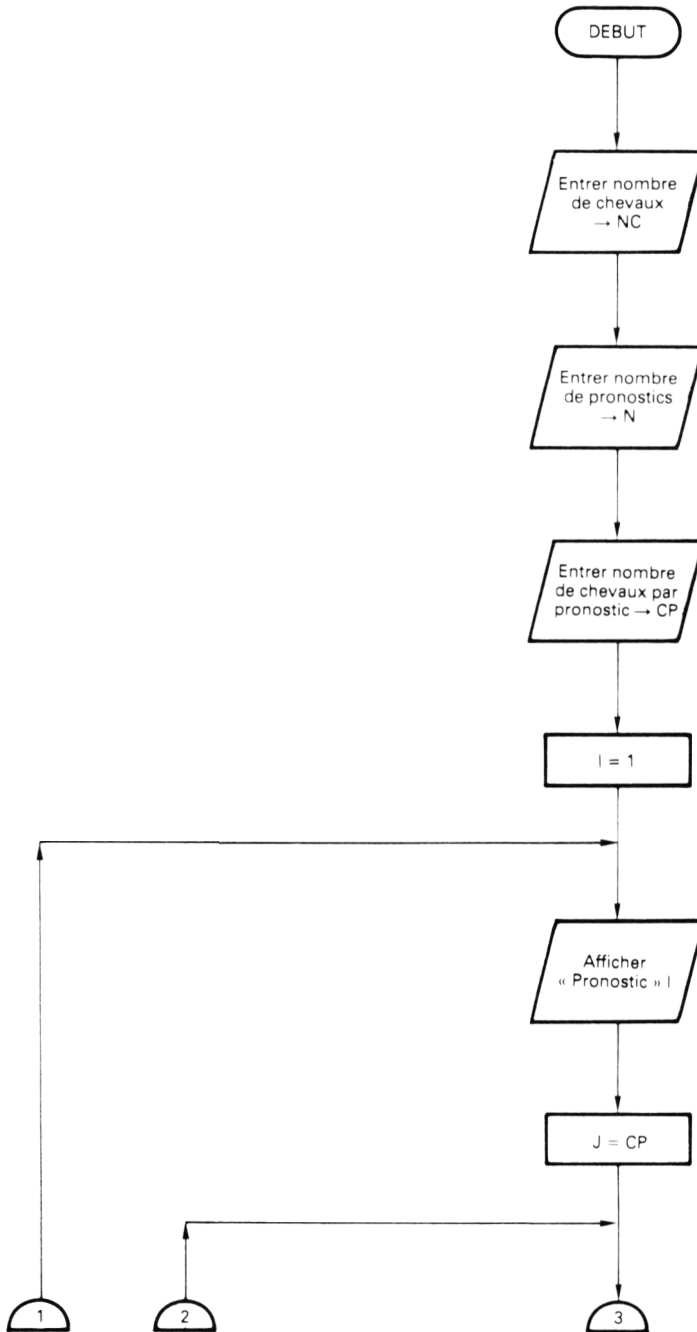 DEBUT
Entrer nombre
de chevaux
→ NC
Entrer nombre
de pronostics
→ N
Entrer nombre
de chevaux par
pronostic → CP
I = 1
Afficher
« Pronostic » I
J = CP
1
2
3